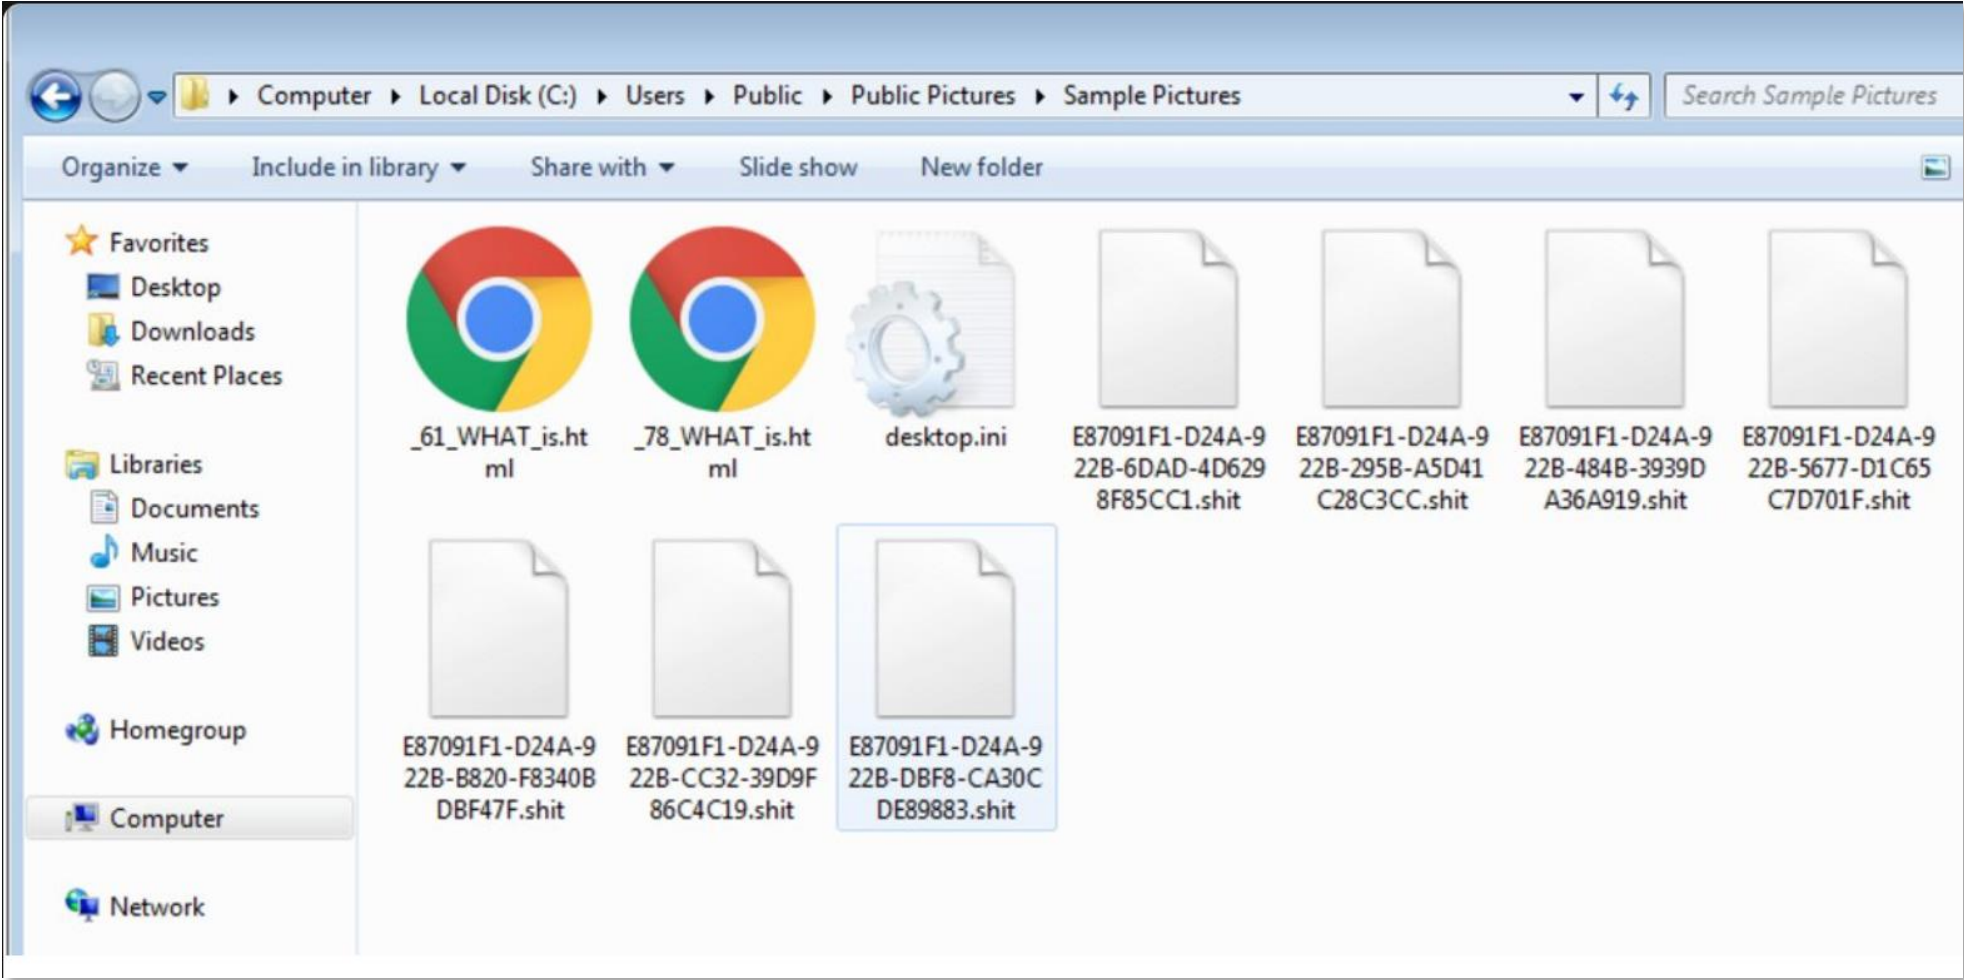 Computer Local Disk (C:) Users Public Public Pictures Sample Pictures Search Sample Pictures
Organize Include in library Share with Slide show New folder
Favorites
Desktop
Downloads
Recent Places
Libraries
Documents
Music
Pictures
Videos
Homegroup
Computer
Network
_61_WHAT_is.ht
ml
_78_WHAT_is.ht
ml
desktop.ini
E87091F1-D24A-9
22B-6DAD-4D629
8F85CC1.shit
E87091F1-D24A-9
22B-295B-A5D41
C28C3CC.shit
E87091F1-D24A-9
22B-484B-3939D
A36A919.shit
E87091F1-D24A-9
22B-5677-D1C65
C7D701F.shit
E87091F1-D24A-9
22B-B820-F8340B
DBF47F.shit
E87091F1-D24A-9
22B-CC32-39D9F
86C4C19.shit
E87091F1-D24A-9
22B-DBF8-CA30C
DE89883.shit